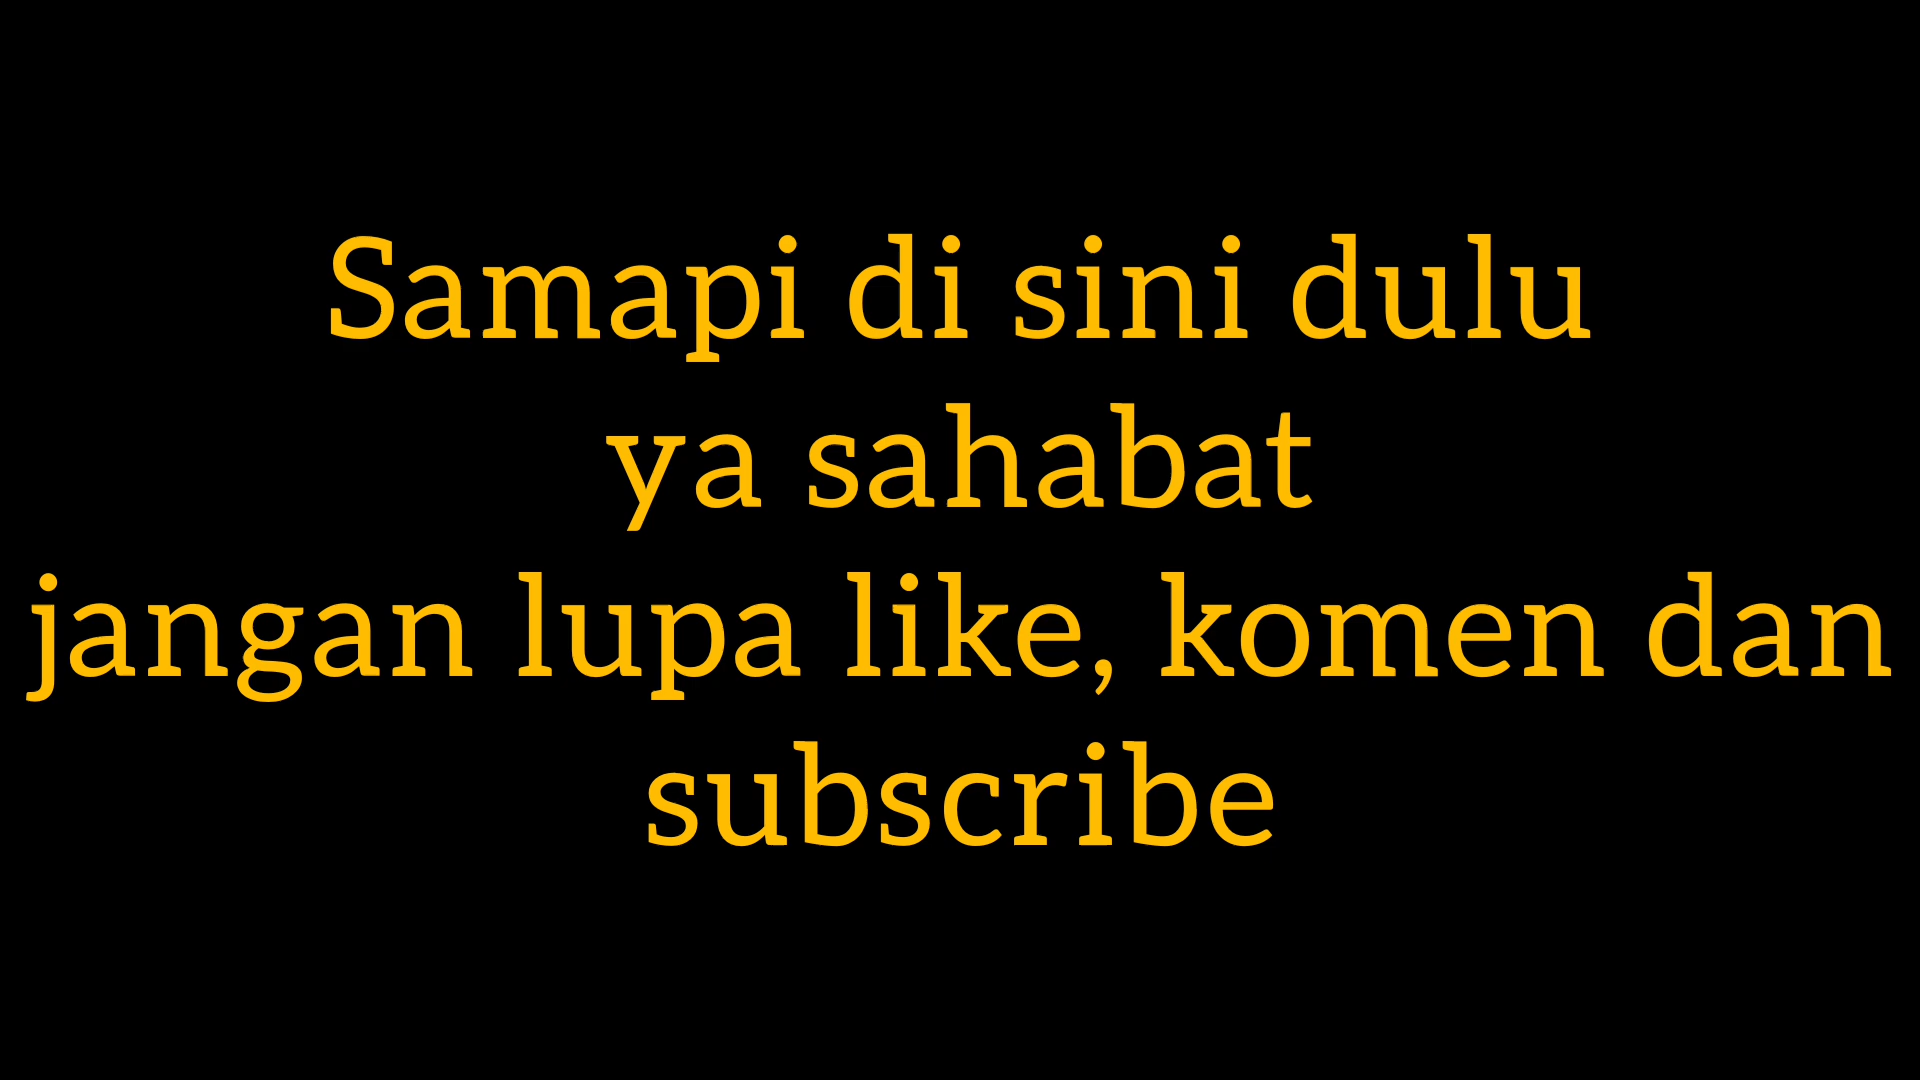 Samapi di sini dulu
ya sahabat
jangan lupa like, komen dan
subscribe